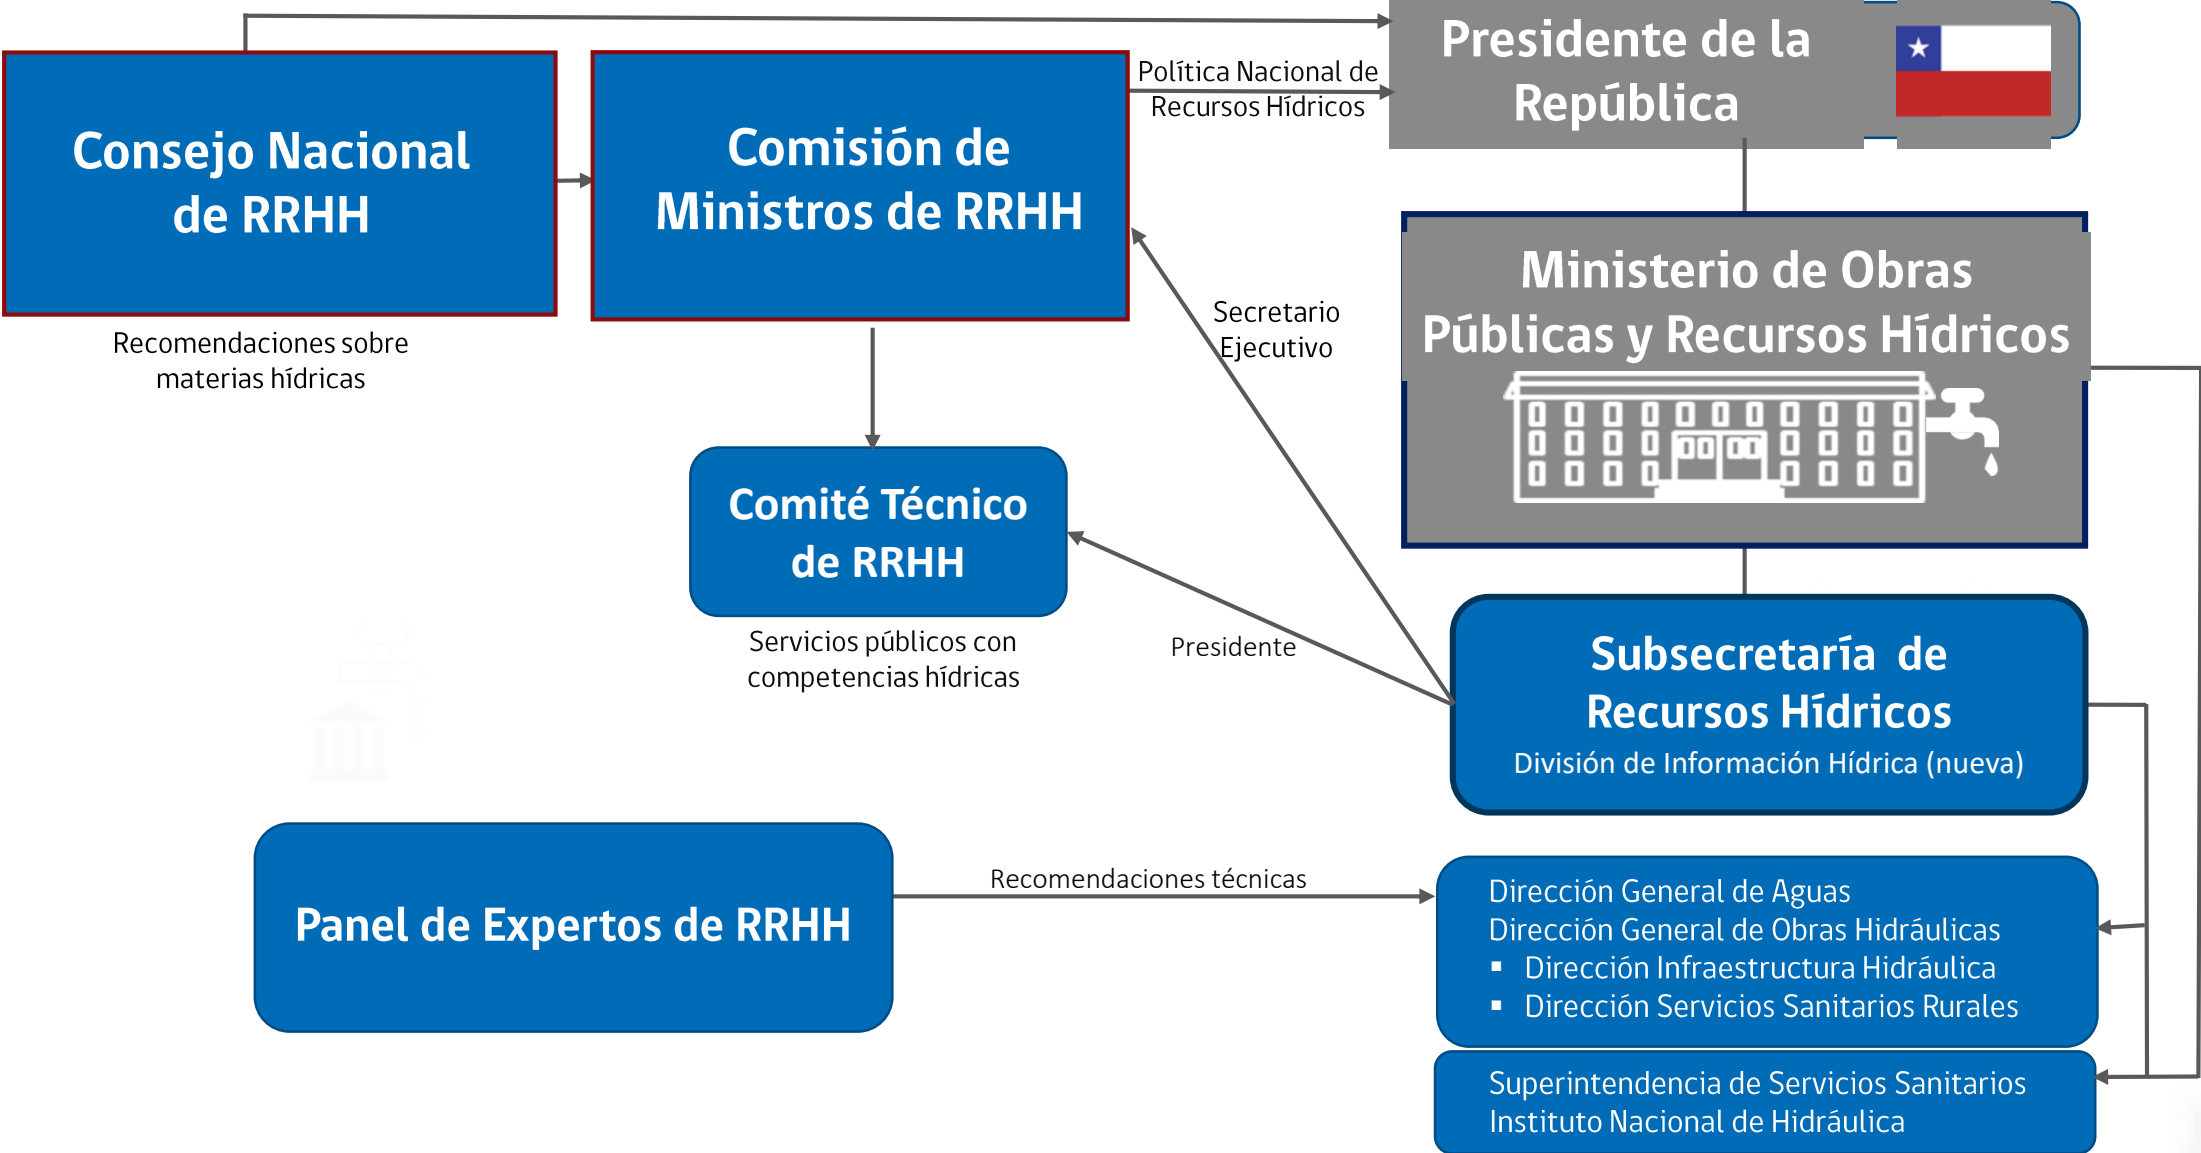 Consejo Nacional
de RRHH
Recomendaciones sobre
materias hídricas
Comisión de
Ministros de RRHH
Política Nacional de
Recursos Hídricos
Presidente de la
República
Ministerio de Obras
Públicas y Recursos Hídricos
Secretario
Ejecutivo
Comité Técnico
de RRHH
Servicios públicos con
competencias hídricas
Presidente
Subsecretaría de
Recursos Hídricos
División de Información Hídrica (nueva)
Panel de Expertos de RRHH
Recomendaciones técnicas
Dirección General de Aguas
Dirección General de Obras Hidráulicas
▪ Dirección Infraestructura Hidráulica
▪ Dirección Servicios Sanitarios Rurales
Superintendencia de Servicios Sanitarios
Instituto Nacional de Hidráulica